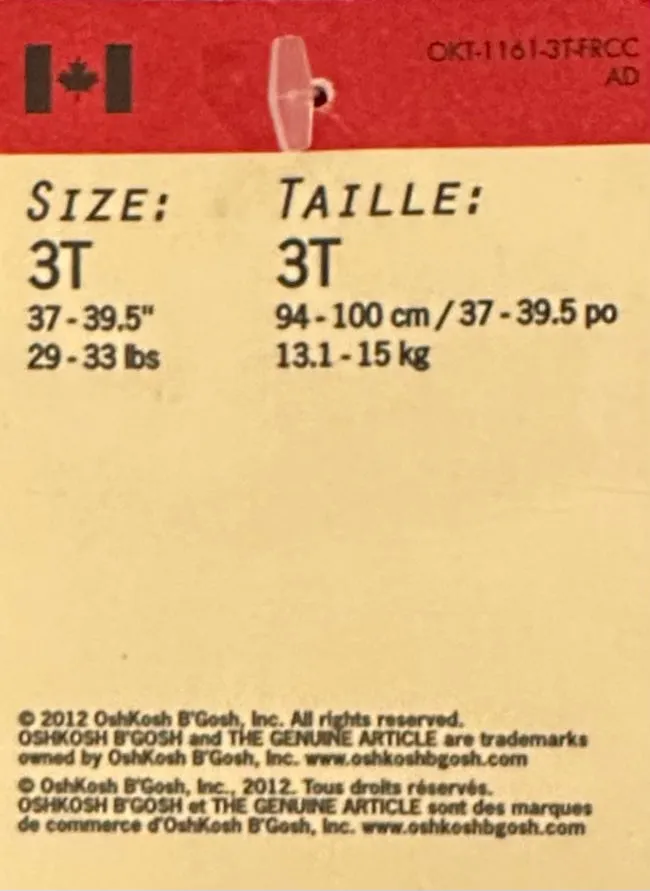 OKT-1161-3T-FRCC
AD
SIZE:
3T
37 - 39.5"
29 - 33 lbs
TAILLE:
3T
94 - 100 cm / 37 - 39.5 po
13.1 - 15 kg
© 2012 OshKosh B'Gosh, Inc. All rights reserved.
OSHKOSH B'GOSH and THE GENUINE ARTICLE are trademarks
owned by OshKosh B'Gosh, Inc. www.oshkoshbgosh.com
© OshKosh B'Gosh, Inc., 2012. Tous droits réservés.
OSHKOSH B'GOSH et THE GENUINE ARTICLE sont des marques
de commerce d'OshKosh B'Gosh, Inc. www.oshkoshbgosh.com